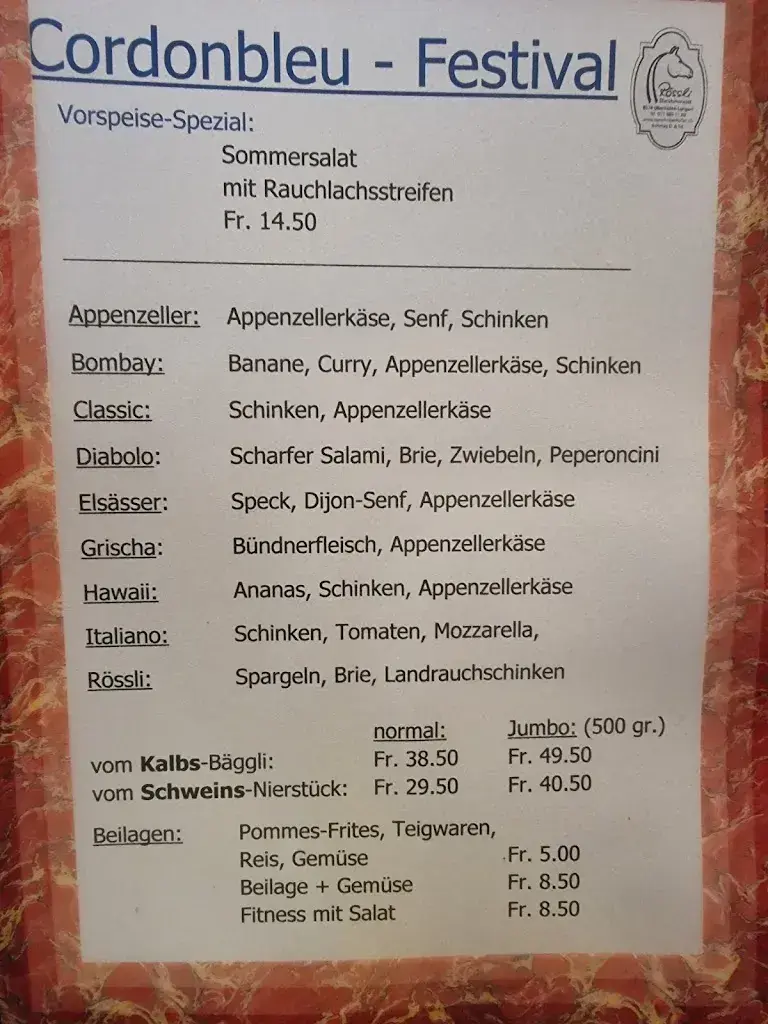 Cordonbleu - Festival
Rössli
Vorspeise-Spezial:
Sommersalat
mit Rauchlachsstreifen
Fr. 14.50
Appenzeller: Appenzellerkäse, Senf, Schinken
Bombay: Banane, Curry, Appenzellerkäse, Schinken
Classic: Schinken, Appenzellerkäse
Diabolo: Scharfer Salami, Brie, Zwiebeln, Peperoncini
Elsässer: Speck, Dijon-Senf, Appenzellerkäse
Grischa: Bündnerfleisch, Appenzellerkäse
Hawaii: Ananas, Schinken, Appenzellerkäse
Italiano: Schinken, Tomaten, Mozzarella,
Rössli: Spargeln, Brie, Landrauchschinken
normal: Jumbo: (500 gr.)
vom Kalbs-Bäggli: Fr. 38.50 Fr. 49.50
vom Schweins-Nierstück: Fr. 29.50 Fr. 40.50
Beilagen: Pommes-Frites, Teigwaren,
Reis, Gemüse Fr. 5.00
Beilage + Gemüse Fr. 8.50
Fitness mit Salat Fr. 8.50